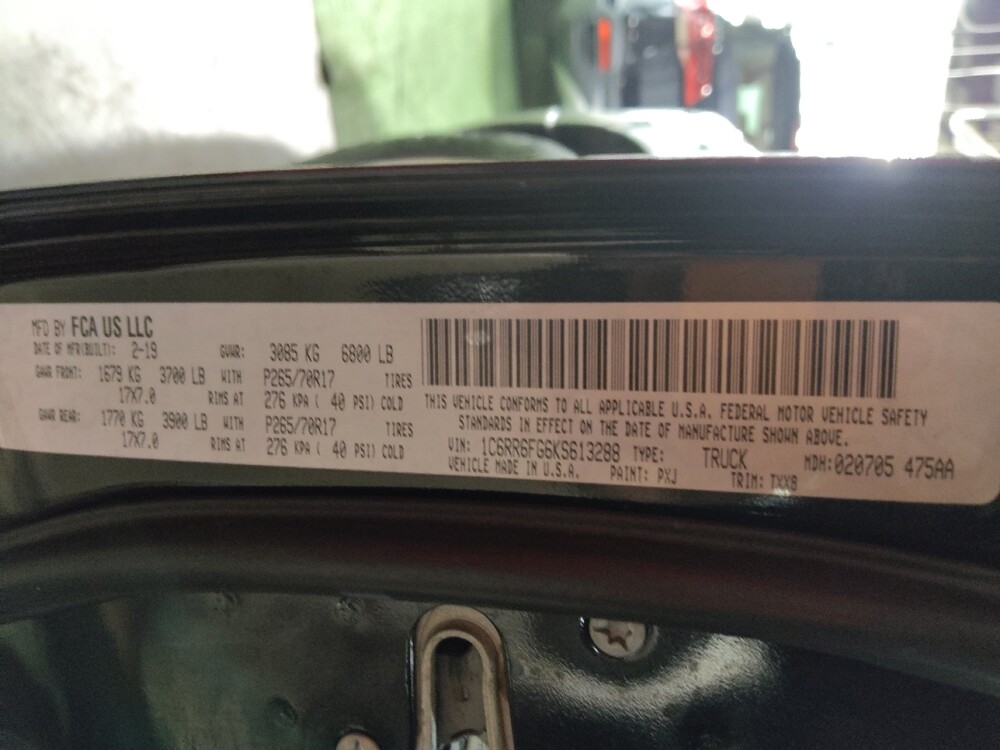 MFD BY FCA US LLC
DATE OF MFR(BUILT): 2-19 GVWR: 3085 KG 6800 LB
GAWR FRONT: 1679 KG 3700 LB WITH P265/70R17 TIRES
17X7.0 RIMS AT 276 KPA ( 40 PSI) COLD
GAWR REAR: 1770 KG 3900 LB WITH P265/70R17 TIRES
17X7.0 RIMS AT 276 KPA ( 40 PSI) COLD
THIS VEHICLE CONFORMS TO ALL APPLICABLE U.S.A. FEDERAL MOTOR VEHICLE SAFETY
STANDARDS IN EFFECT ON THE DATE OF MANUFACTURE SHOWN ABOVE.
VIN: 1C6RR6FG6KS613288 TYPE: TRUCK MDH:020705 475AA
VEHICLE MADE IN U.S.A. PAINT: PXJ TRIM: TXX8